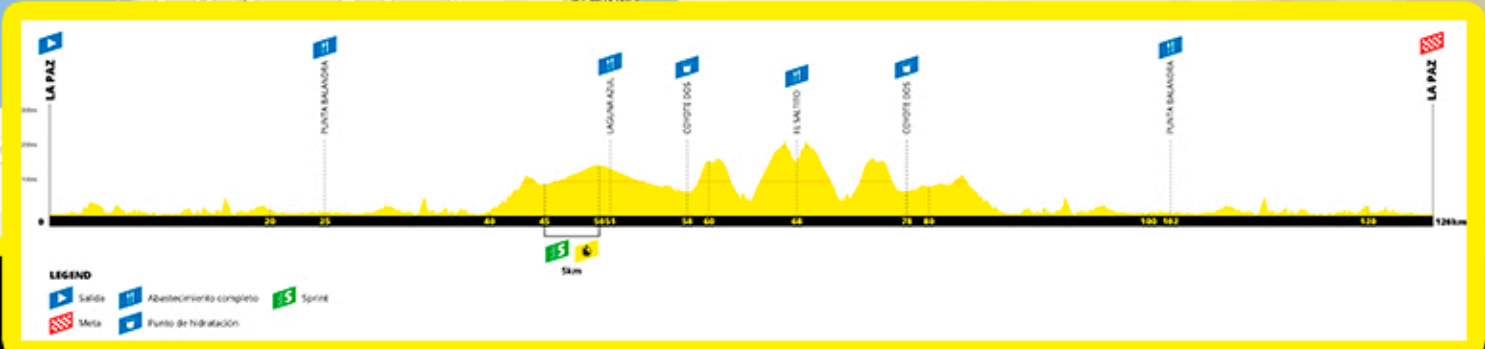 LA PAZ
PUNTA BALANDRA
LAGUNA AZUL
COYOTE DOS
EL SALTITO
COYOTE DOS
PUNTA BALANDRA
LA PAZ
200m
100m
0 20 25 40 45 50 51 58 60 68 78 80 100 102 120 126km
S
5km
LEGEND
Salida Abastecimiento completo S Sprint
Meta Punto de hidratación